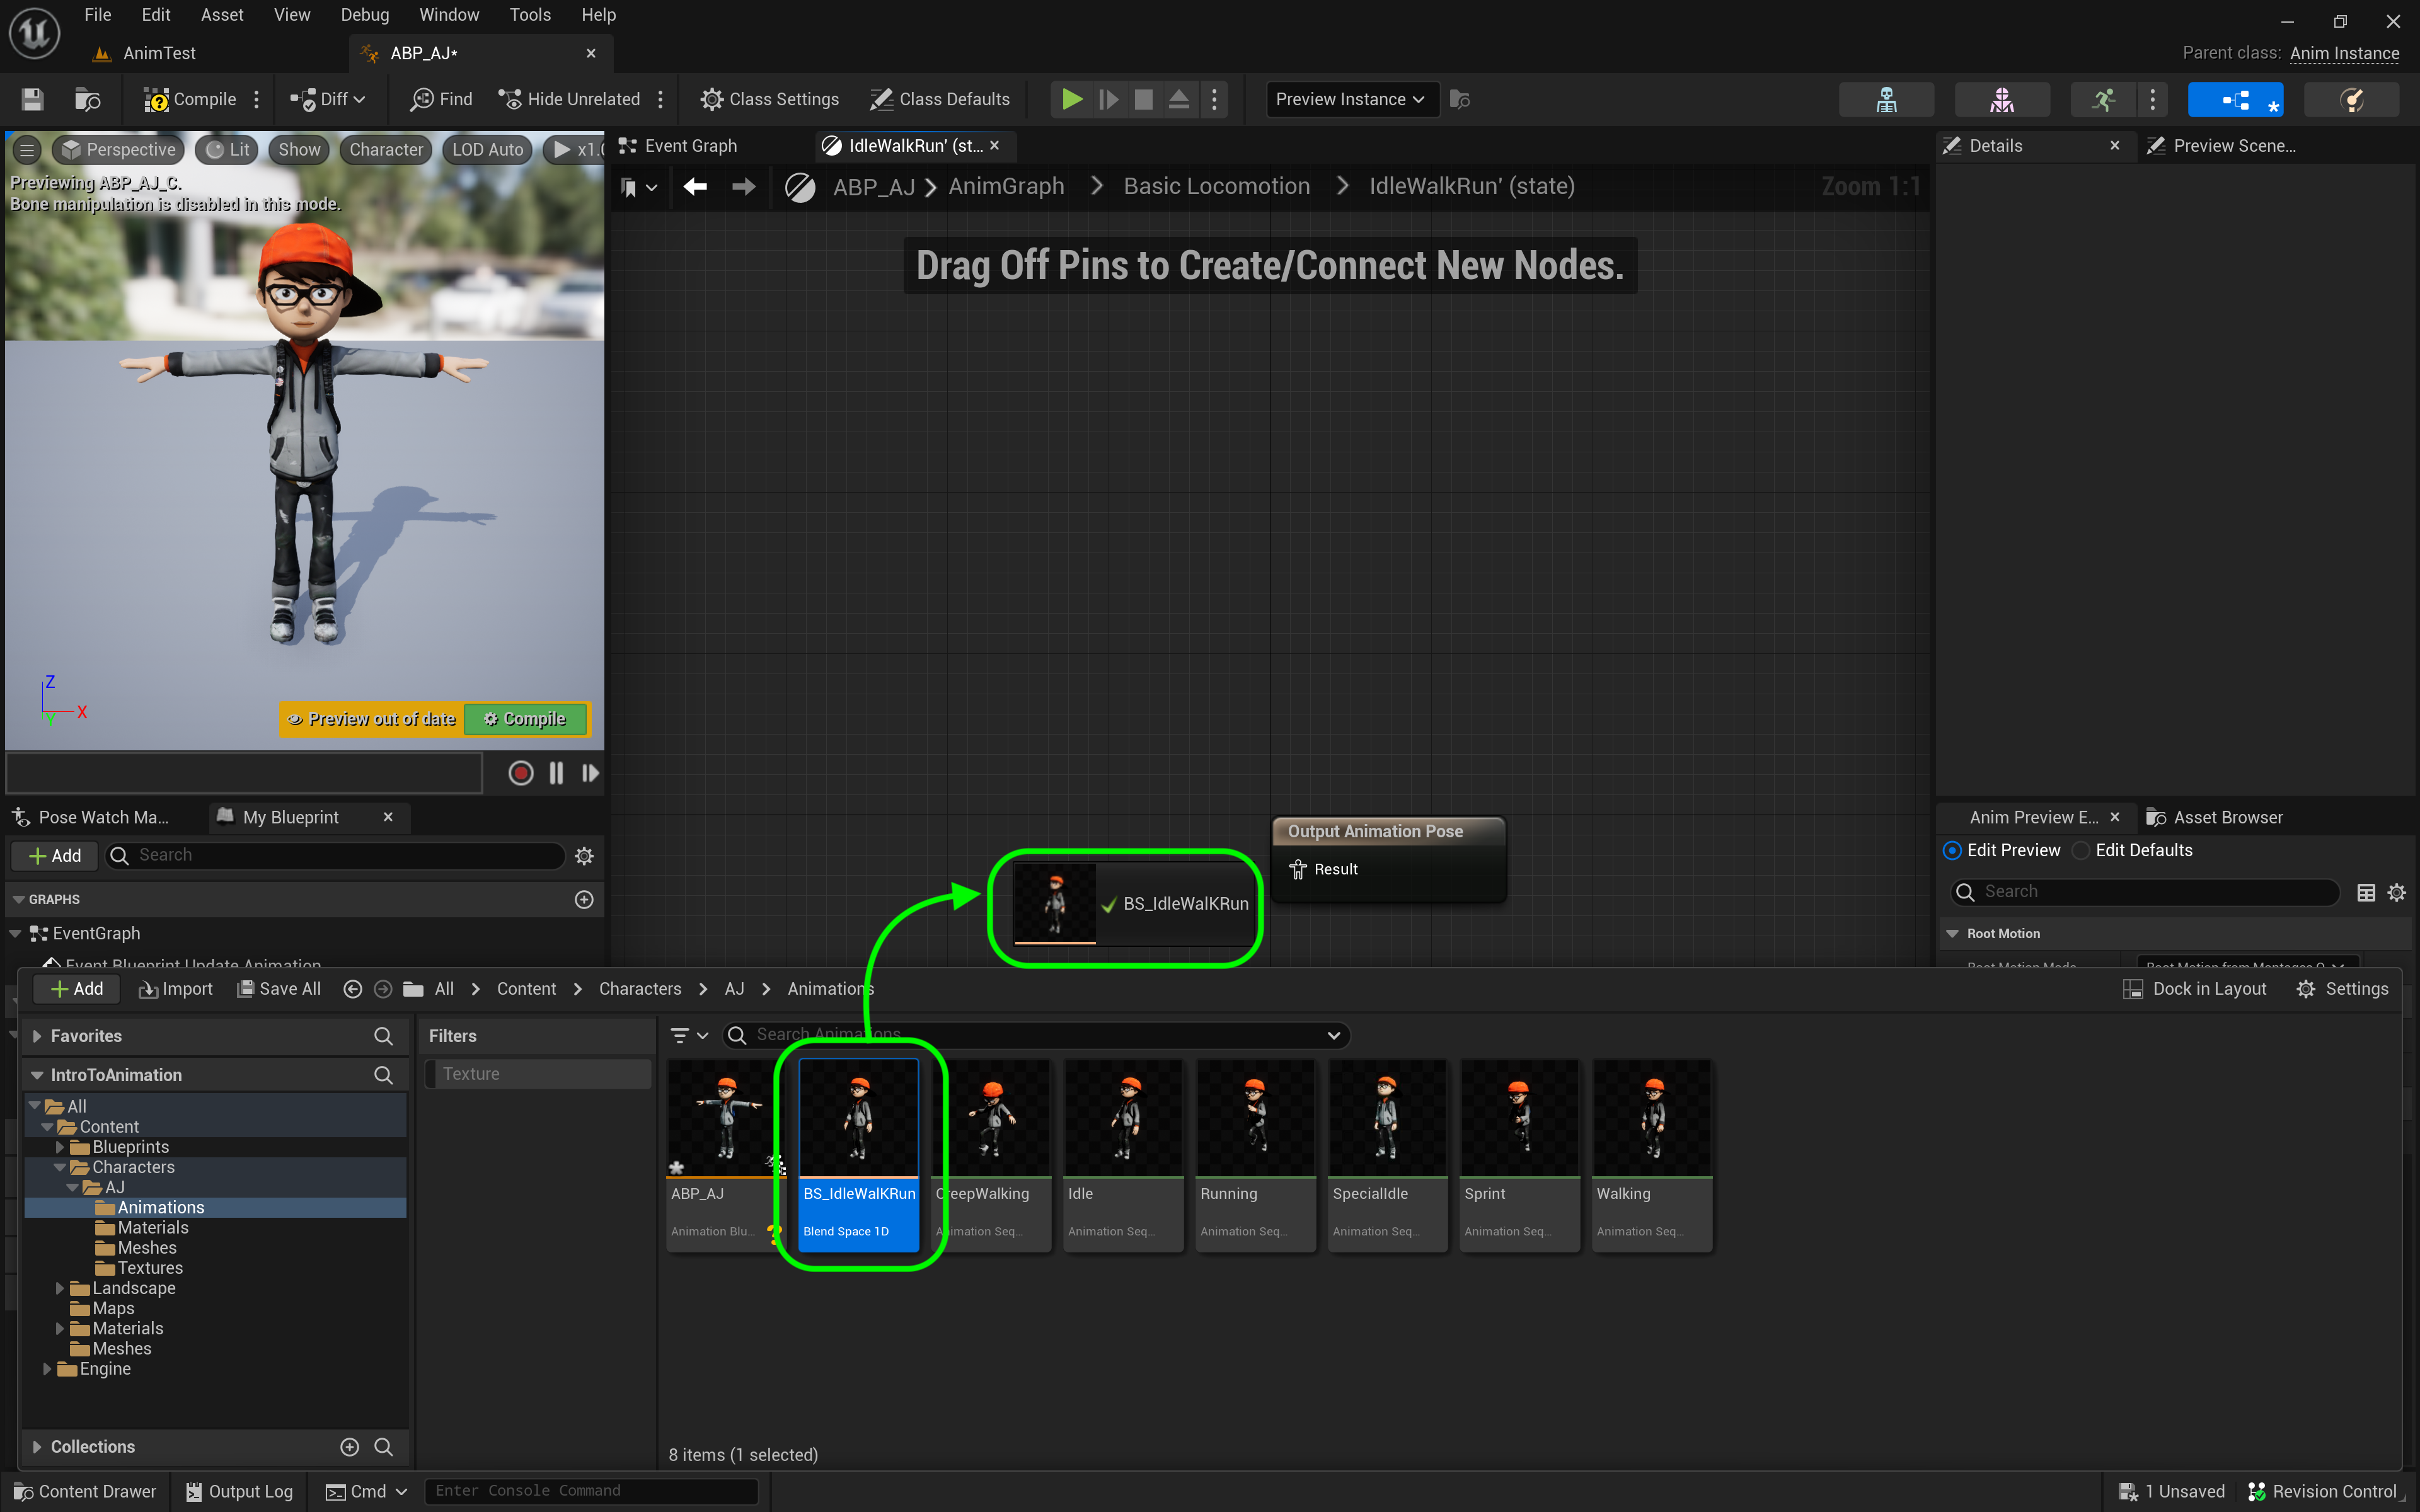 File Edit Asset View Debug Window Tools Help
AnimTest
ABP_AJ*
Parent class: Anim Instance
Compile
Diff
Find
Hide Unrelated
Class Settings
Class Defaults
Preview Instance
Perspective
Lit
Show
Character
LOD Auto
x1.0
Previewing ABP_AJ_C.
Bone manipulation is disabled in this mode.
Z
X
Y
Preview out of date
Compile
Event Graph
IdleWalkRun' (st...
ABP_AJ > AnimGraph > Basic Locomotion > IdleWalkRun' (state)
Zoom 1:1
Drag Off Pins to Create/Connect New Nodes.
Output Animation Pose
Result
BS_IdleWalKRun
Details
Preview Scene...
Pose Watch Ma...
My Blueprint
Add
Search
GRAPHS
EventGraph
Event Blueprint Update Animation
Anim Preview E...
Asset Browser
Edit Preview
Edit Defaults
Search
Root Motion
Root Motion Mode
Root Motion from Montages O
Add
Import
Save All
All > Content > Characters > AJ > Animations
Dock in Layout
Settings
Favorites
IntroToAnimation
All
Content
Blueprints
Characters
AJ
Animations
Materials
Meshes
Textures
Landscape
Maps
Materials
Meshes
Engine
Collections
Filters
Texture
Search Animations
ABP_AJ
Animation Blu...
BS_IdleWalKRun
Blend Space 1D
CreepWalking
Animation Seq...
Idle
Animation Seq...
Running
Animation Seq...
SpecialIdle
Animation Seq...
Sprint
Animation Seq...
Walking
Animation Seq...
8 items (1 selected)
Content Drawer
Output Log
Cmd
Enter Console Command
1 Unsaved
Revision Control